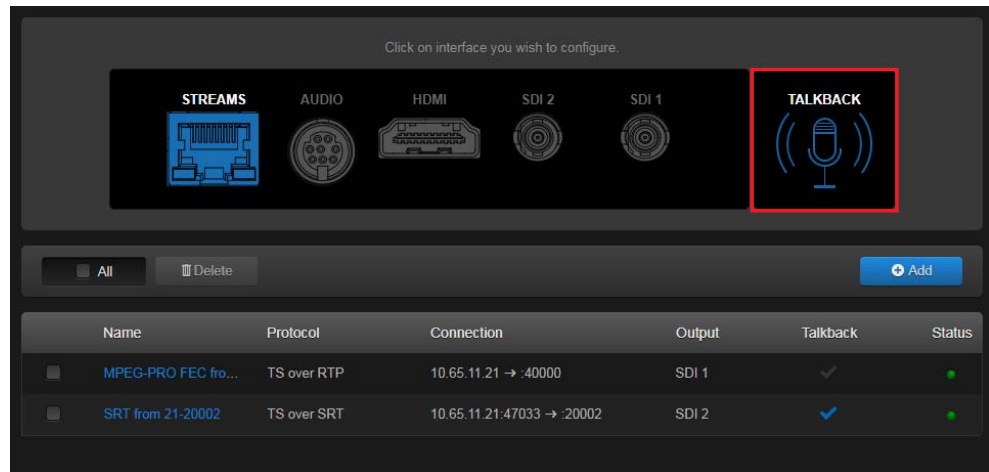 Click on interface you wish to configure.
STREAMS AUDIO HDMI SDI 2 SDI 1 TALKBACK
All Delete Add
Name Protocol Connection Output Talkback Status
MPEG-PRO FEC fro... TS over RTP 10.65.11.21 → :40000 SDI 1
SRT from 21-20002 TS over SRT 10.65.11.21:47033 → :20002 SDI 2